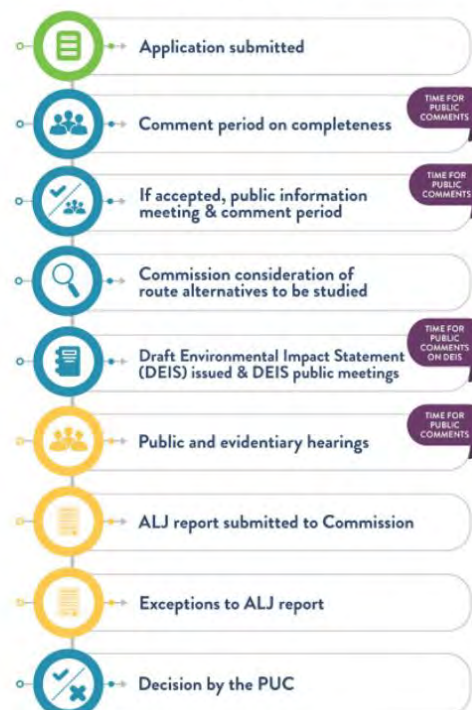 Application submitted
TIME FOR
PUBLIC
COMMENTS
Comment period on completeness
TIME FOR
PUBLIC
COMMENTS
If accepted, public information
meeting & comment period
Commission consideration of
route alternatives to be studied
TIME FOR
PUBLIC
COMMENTS
ON DEIS
Draft Environmental Impact Statement
(DEIS) issued & DEIS public meetings
TIME FOR
PUBLIC
COMMENTS
Public and evidentiary hearings
ALJ report submitted to Commission
Exceptions to ALJ report
Decision by the PUC